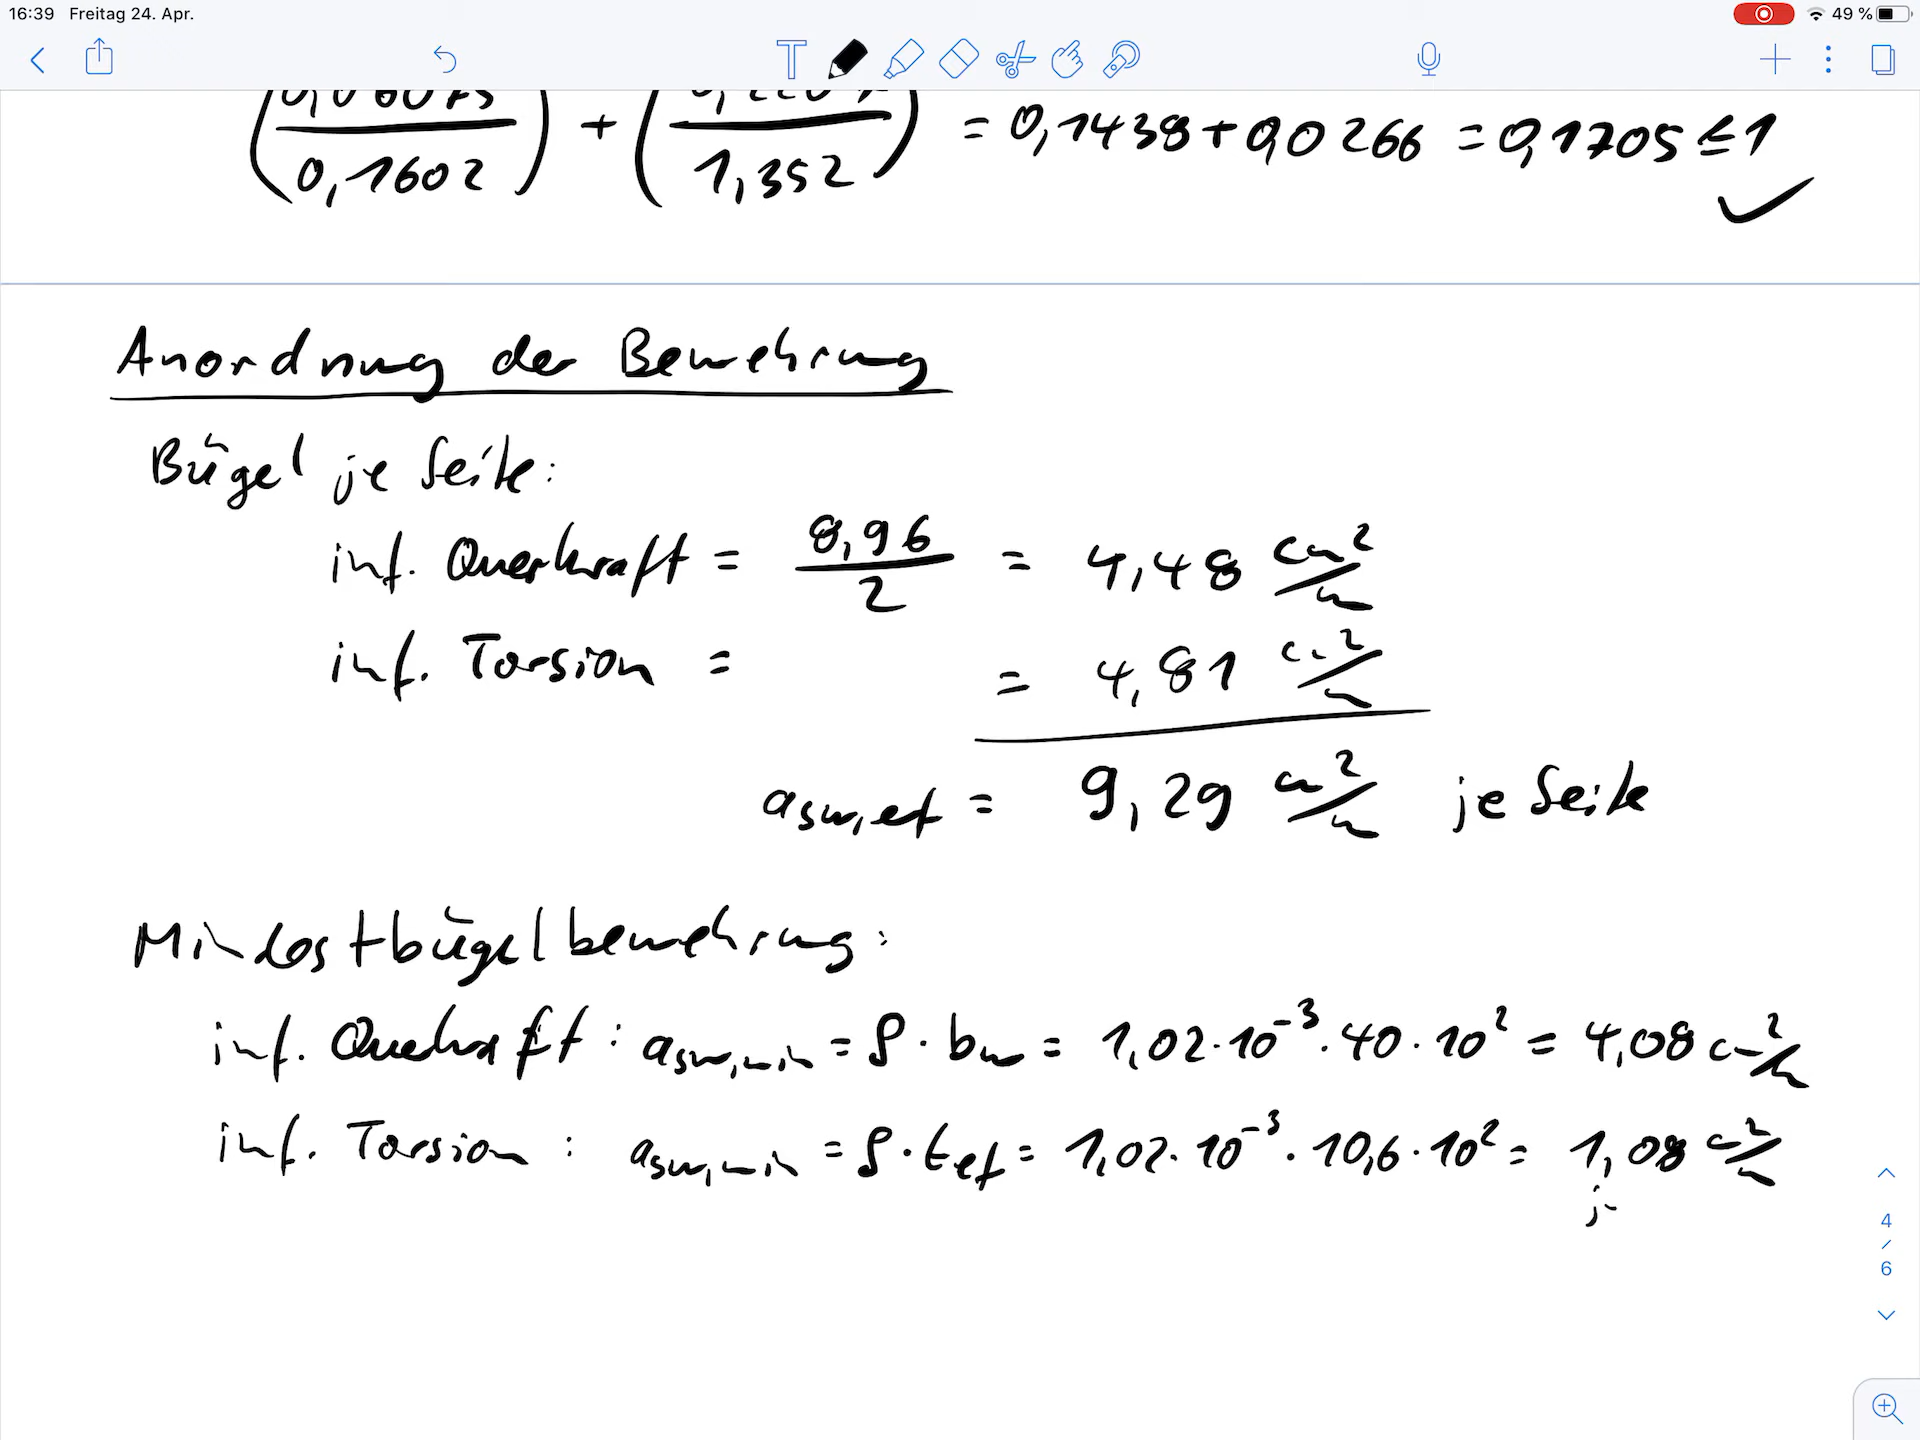 16:39 Freitag 24. Apr. 49 %
T
( / 0,1602 ) + ( / 1,352 ) = 0,1438 + 0,0266 = 0,1705 ≤ 1 ✓
Anordnung der Bewehrung
Bügel je Seite:
inf. Querkraft = 8,96 / 2 = 4,48 cm²/m
inf. Torsion = = 4,81 cm²/m
asw,ef = 9,29 cm²/m je Seite
Mindestbügelbewehrung:
inf. Querkraft : asw,min = ρ · bw = 1,02 · 10⁻³ · 40 · 10² = 4,08 cm²/m
inf. Torsion : asw,min = ρ · tef = 1,02 · 10⁻³ · 10,6 · 10² = 1,08 cm²/m
4
/
6